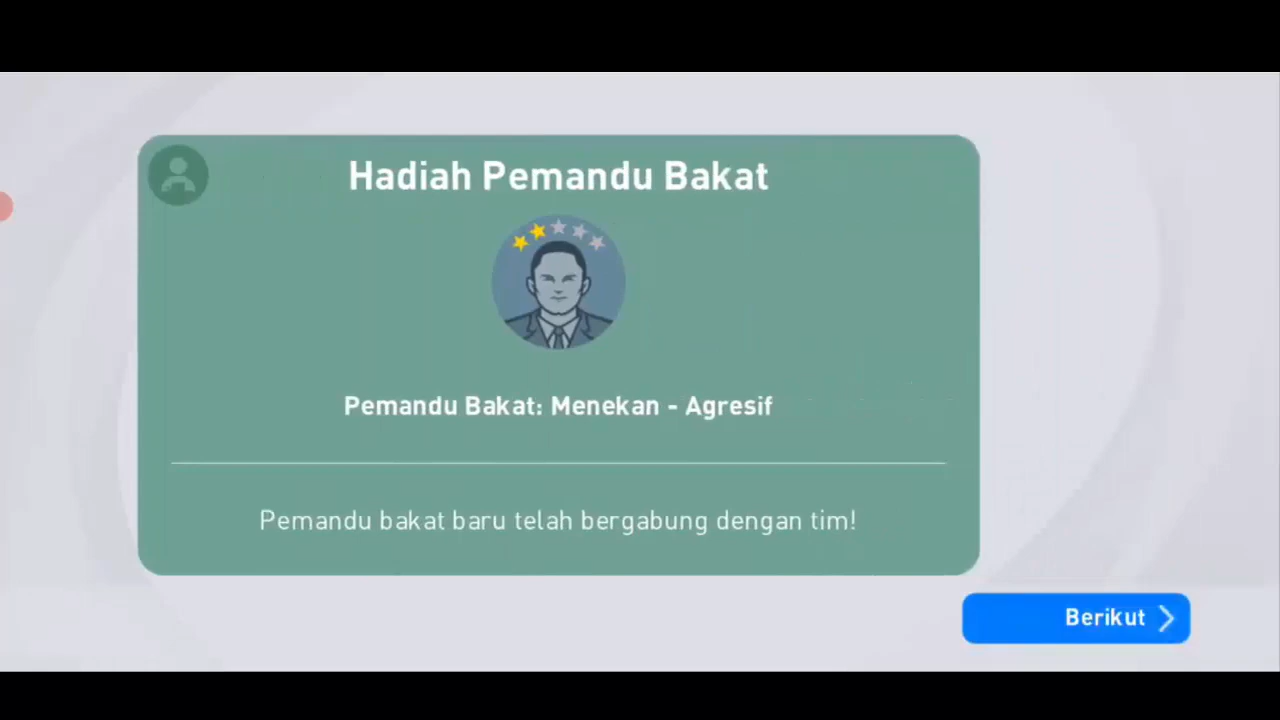 Hadiah Pemandu Bakat
Pemandu Bakat: Menekan - Agresif
Pemandu bakat baru telah bergabung dengan tim!
Berikut